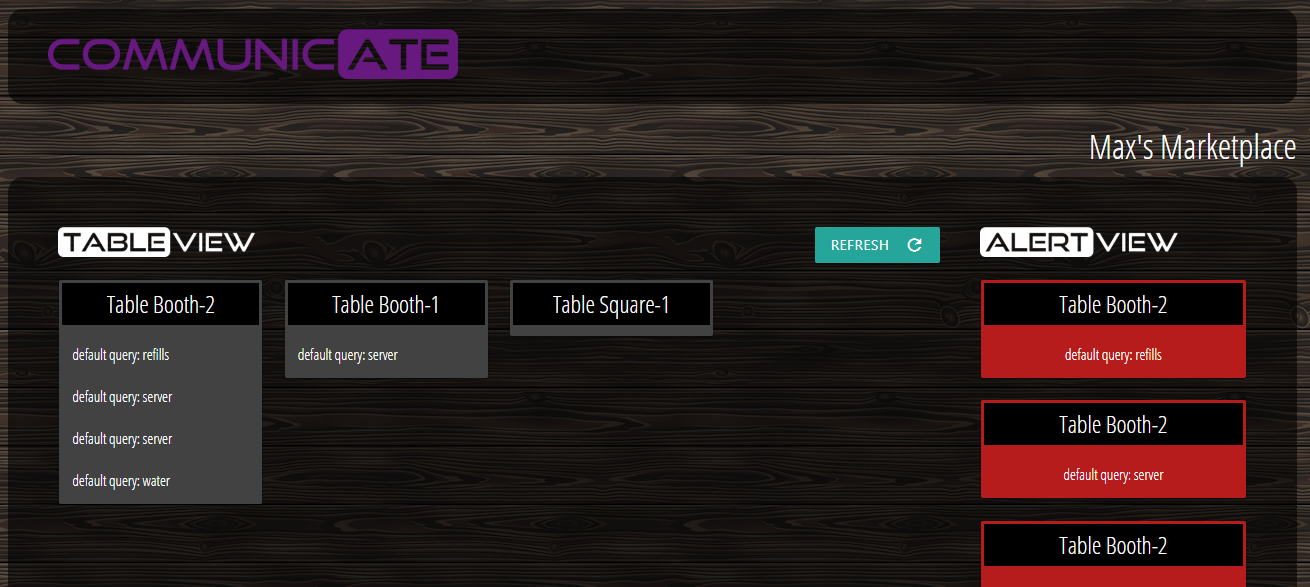 COMMUNICATE
Max's Marketplace
TABLEVIEW
REFRESH
ALERTVIEW
Table Booth-2
default query: refills
default query: server
default query: server
default query: water
Table Booth-1
default query: server
Table Square-1
Table Booth-2
default query: refills
Table Booth-2
default query: server
Table Booth-2